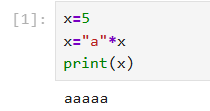 [1]: x=5
x="a"*x
print(x)
aaaaa